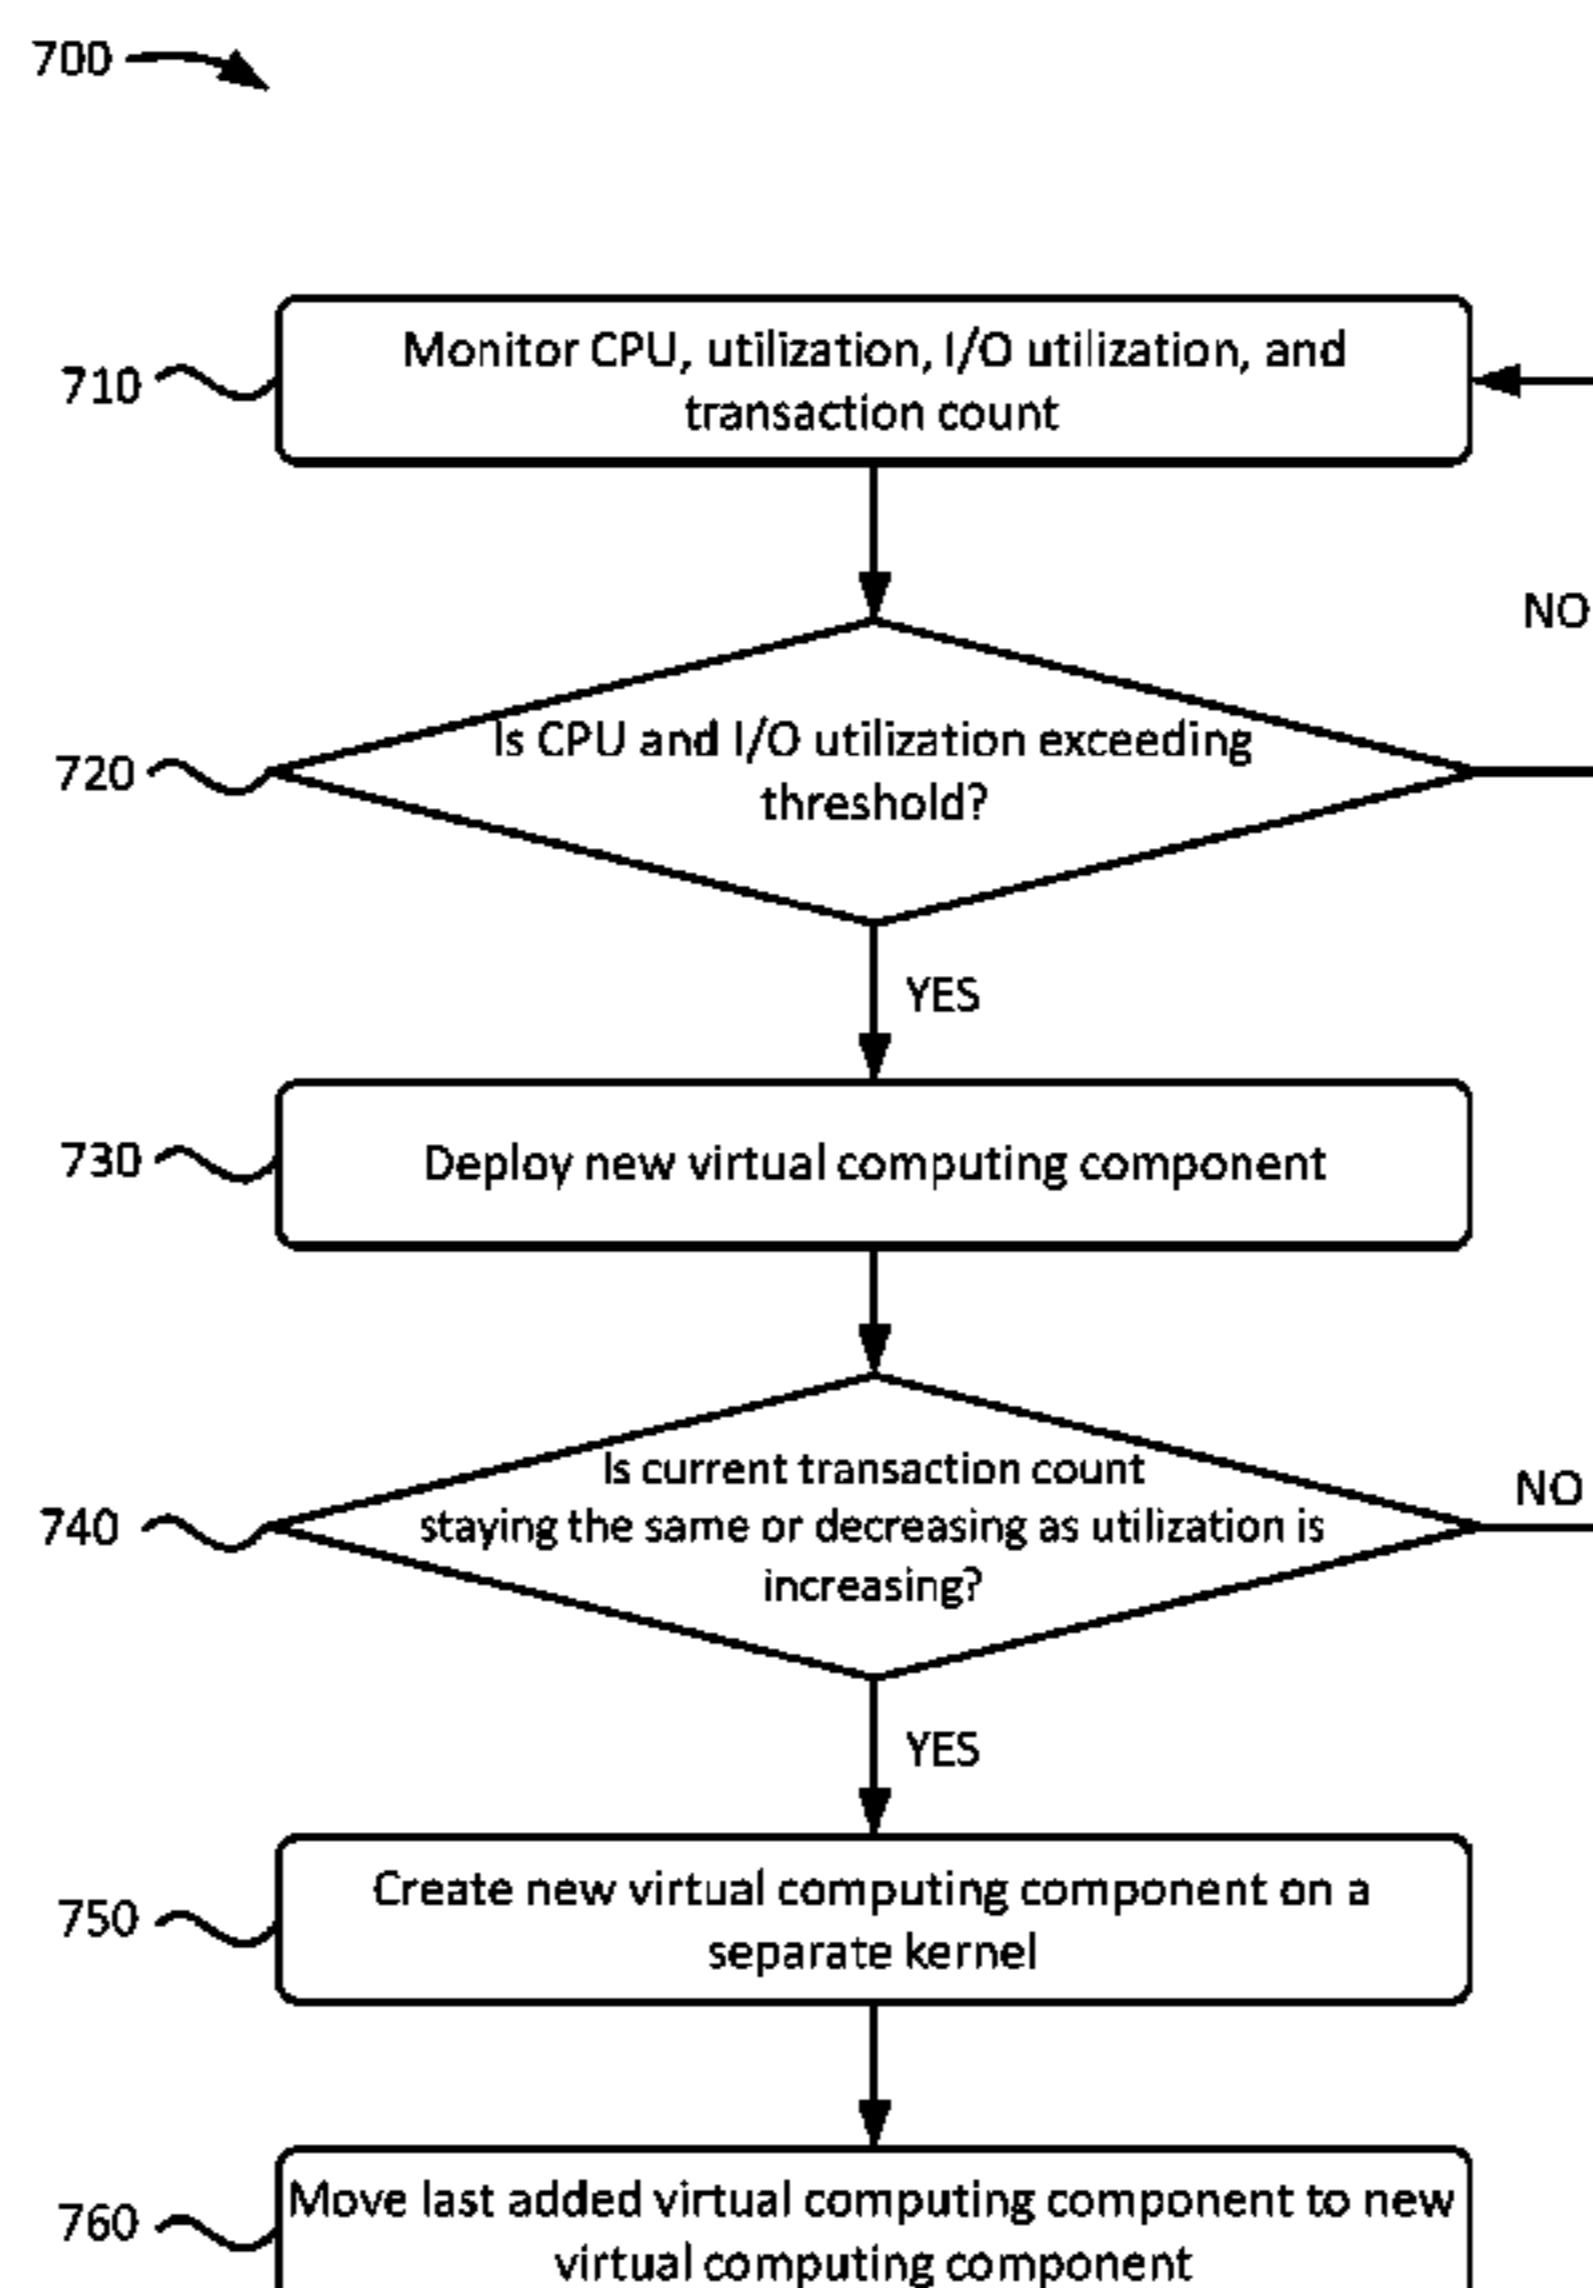 700
710
Monitor CPU, utilization, I/O utilization, and
transaction count
NO
720
Is CPU and I/O utilization exceeding
threshold?
YES
730
Deploy new virtual computing component
740
Is current transaction count
staying the same or decreasing as utilization is
increasing?
NO
YES
750
Create new virtual computing component on a
separate kernel
760
Move last added virtual computing component to new
virtual computing component